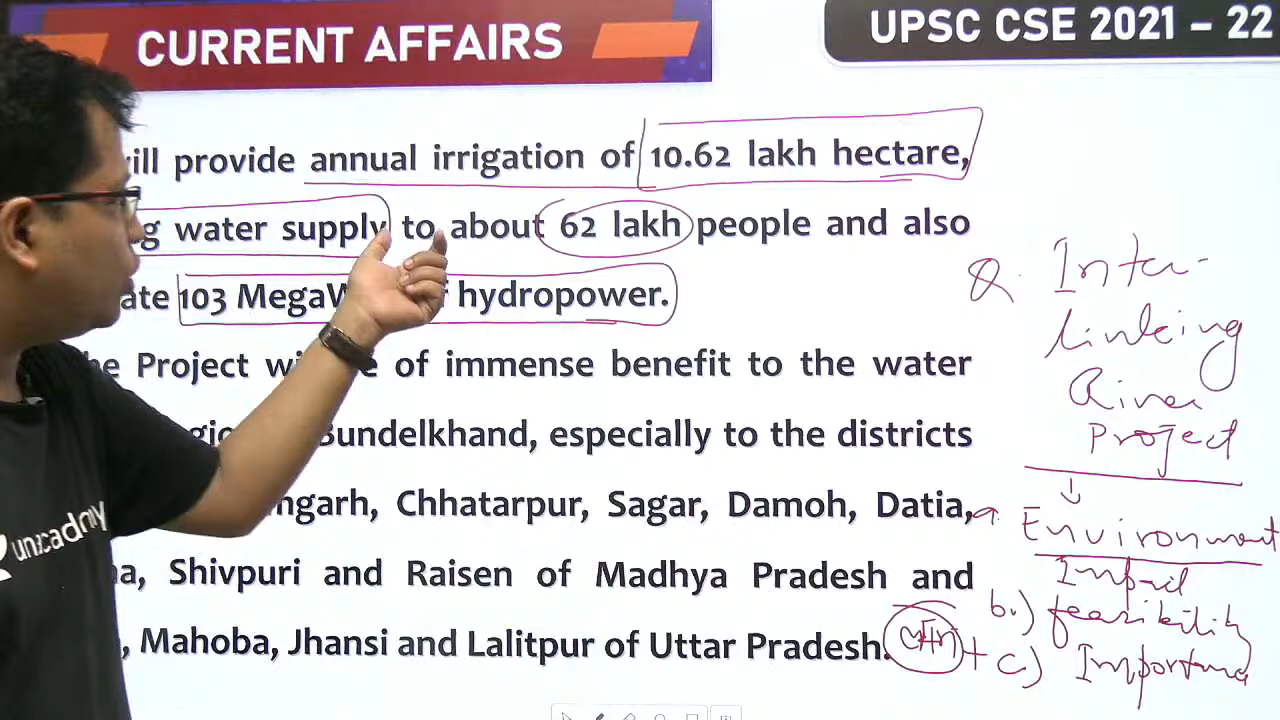 CURRENT AFFAIRS
UPSC CSE 2021 – 22
ill provide annual irrigation of 10.62 lakh hectare,
g water supply to about 62 lakh people and also
ate 103 MegaW f hydropower.
he Project wi e of immense benefit to the water
gio Bundelkhand, especially to the districts
ngarh, Chhatarpur, Sagar, Damoh, Datia,
a, Shivpuri and Raisen of Madhya Pradesh and
, Mahoba, Jhansi and Lalitpur of Uttar Pradesh.
Q. Inter-
linking
River
Project
a. Environment
b.) feasibility
+ c.)
unacademy